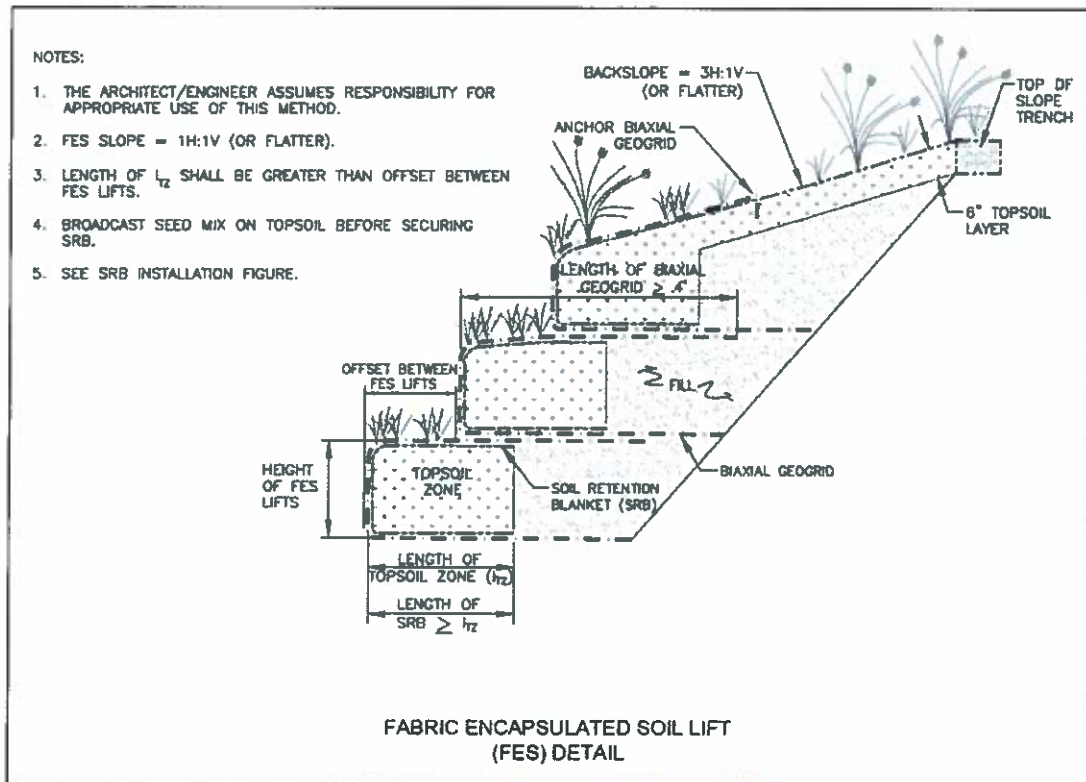 NOTES:
1. THE ARCHITECT/ENGINEER ASSUMES RESPONSIBILITY FOR
APPROPRIATE USE OF THIS METHOD.
2. FES SLOPE = 1H:1V (OR FLATTER).
3. LENGTH OF lTZ SHALL BE GREATER THAN OFFSET BETWEEN
FES LIFTS.
4. BROADCAST SEED MIX ON TOPSOIL BEFORE SECURING
SRB.
5. SEE SRB INSTALLATION FIGURE.
BACKSLOPE = 3H:1V
(OR FLATTER)
TOP OF
SLOPE
TRENCH
ANCHOR BIAXIAL
GEOGRID
6" TOPSOIL
LAYER
LENGTH OF BIAXIAL
GEOGRID ≥ 4'
OFFSET BETWEEN
FES LIFTS
FILL
BIAXIAL GEOGRID
HEIGHT
OF FES
LIFTS
TOPSOIL
ZONE
SOIL RETENTION
BLANKET (SRB)
LENGTH OF
TOPSOIL ZONE (lTZ)
LENGTH OF
SRB ≥ lTZ
FABRIC ENCAPSULATED SOIL LIFT
(FES) DETAIL